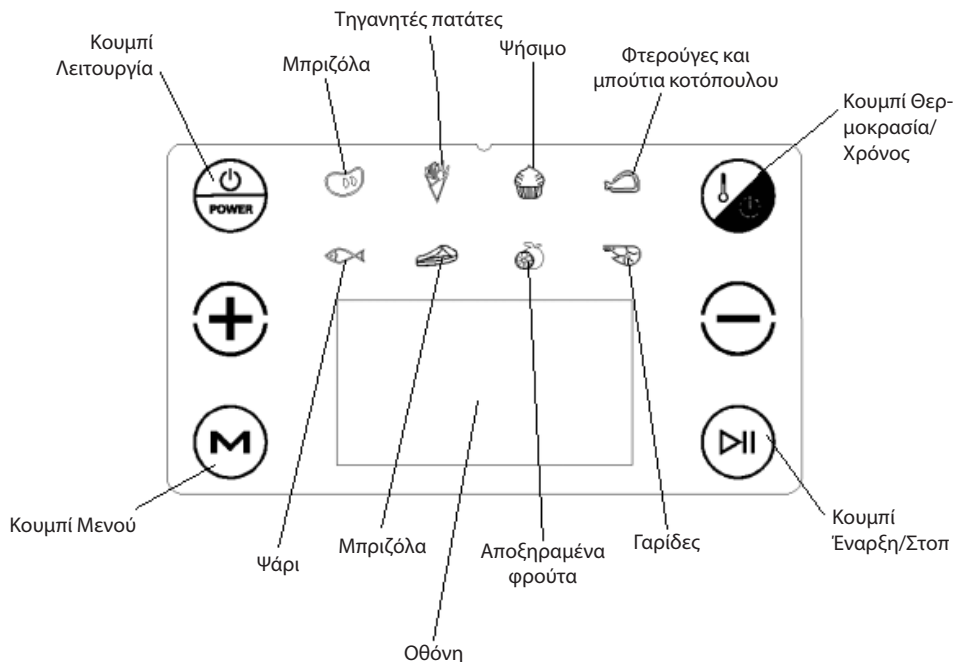 Τηγανητές πατάτες
Κουμπί
Λειτουργία
Μπριζόλα
Ψήσιμο
Φτερούγες και
μπούτια κοτόπουλου
Κουμπί Θερ-
μοκρασία/
Χρόνος
POWER
M
Κουμπί Μενού
Ψάρι
Μπριζόλα
Αποξηραμένα
φρούτα
Γαρίδες
Κουμπί
Έναρξη/Στοπ
Οθόνη